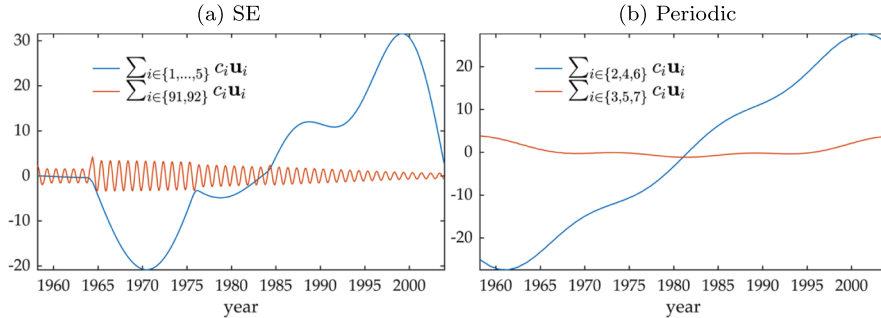 (a) SE
30
20
10
0
-10
-20
∑i∈{1,...,5} ciui
∑i∈{91,92} ciui
1960 1965 1970 1975 1980 1985 1990 1995 2000
year
(b) Periodic
20
10
0
-10
-20
∑i∈{2,4,6} ciui
∑i∈{3,5,7} ciui
1960 1965 1970 1975 1980 1985 1990 1995 2000
year